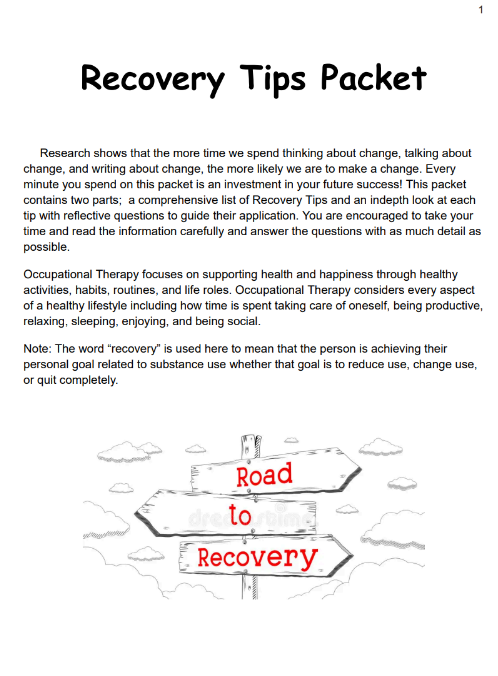 1
Recovery Tips Packet
Research shows that the more time we spend thinking about change, talking about
change, and writing about change, the more likely we are to make a change. Every
minute you spend on this packet is an investment in your future success! This packet
contains two parts;  a comprehensive list of Recovery Tips and an indepth look at each
tip with reflective questions to guide their application. You are encouraged to take your
time and read the information carefully and answer the questions with as much detail as
possible.
Occupational Therapy focuses on supporting health and happiness through healthy
activities, habits, routines, and life roles. Occupational Therapy considers every aspect
of a healthy lifestyle including how time is spent taking care of oneself, being productive,
relaxing, sleeping, enjoying, and being social.
Note: The word “recovery” is used here to mean that the person is achieving their
personal goal related to substance use whether that goal is to reduce use, change use,
or quit completely.
Road
to
Recovery